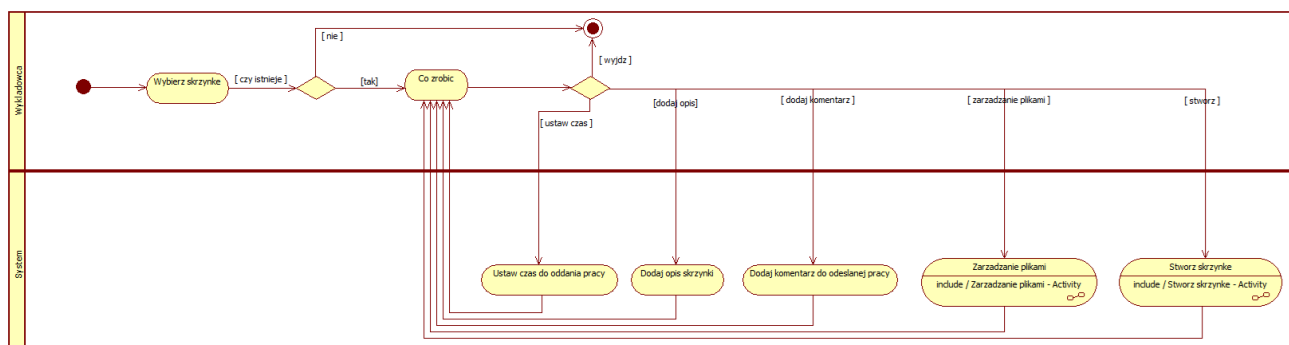 Wykladowca
Wybierz skrzynke
[ czy istnieje ]
[ nie ]
[tak]
Co zrobic
[ wyjdz ]
[ ustaw czas ]
[dodaj opis]
[ dodaj komentarz ]
[ zarzadzanie plikami ]
[ stworz ]
System
Ustaw czas do oddania pracy
Dodaj opis skrzynki
Dodaj komentarz do odeslanej pracy
Zarzadzanie plikami
include / Zarzadzanie plikami - Activity
Stworz skrzynke
include / Stworz skrzynke - Activity